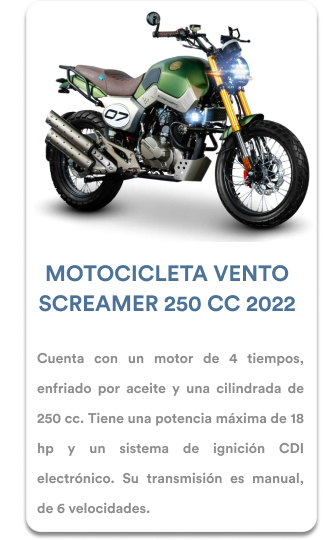 07
MOTOCICLETA VENTO
SCREAMER 250 CC 2022
Cuenta con un motor de 4 tiempos,
enfriado por aceite y una cilindrada de
250 cc. Tiene una potencia máxima de 18
hp y un sistema de ignición CDI
electrónico. Su transmisión es manual,
de 6 velocidades.